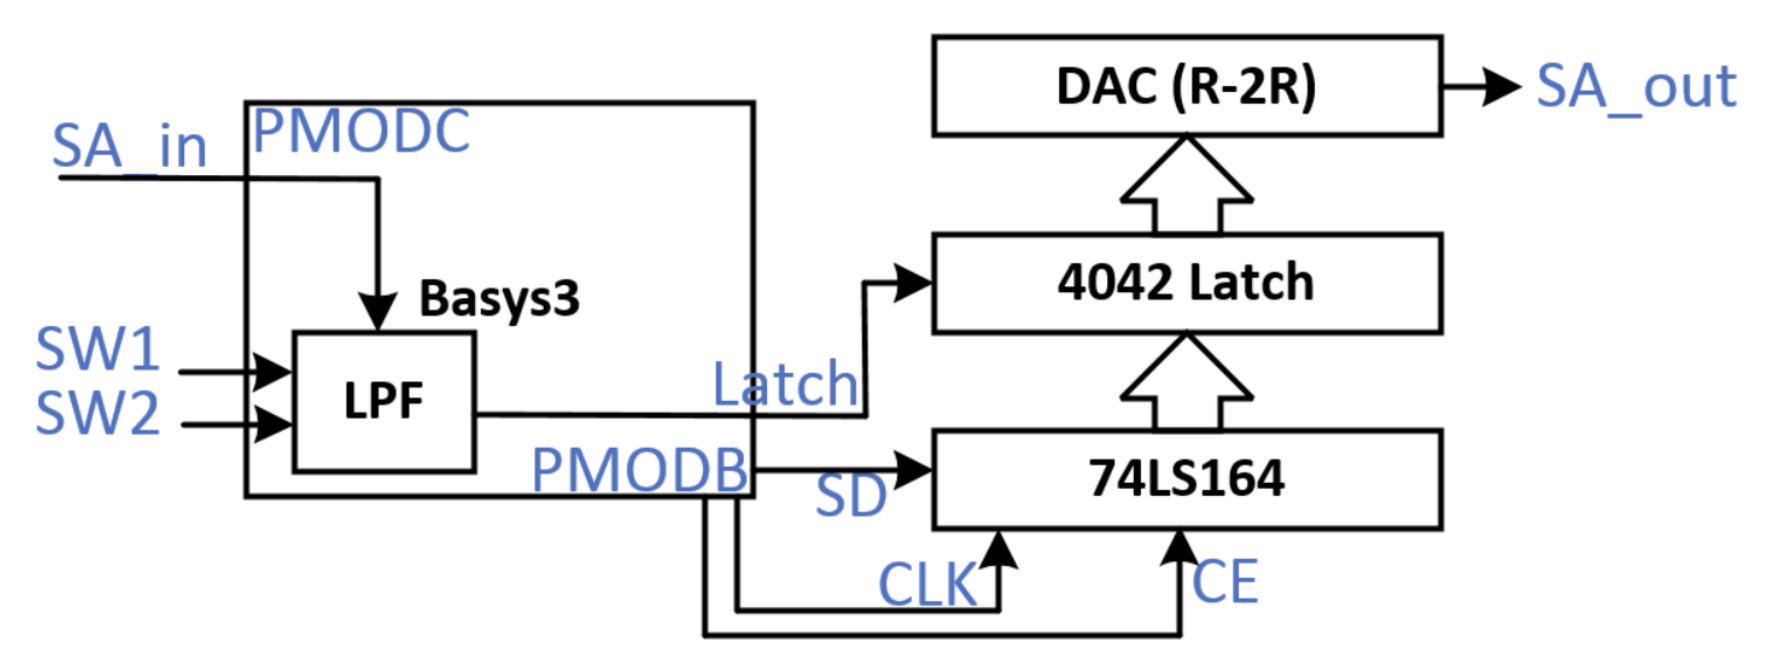 DAC (R-2R)
SA_out
PMODC
SA_in
4042 Latch
Basys3
SW1
LPF
Latch
SW2
PMODB
SD
74LS164
CLK
CE